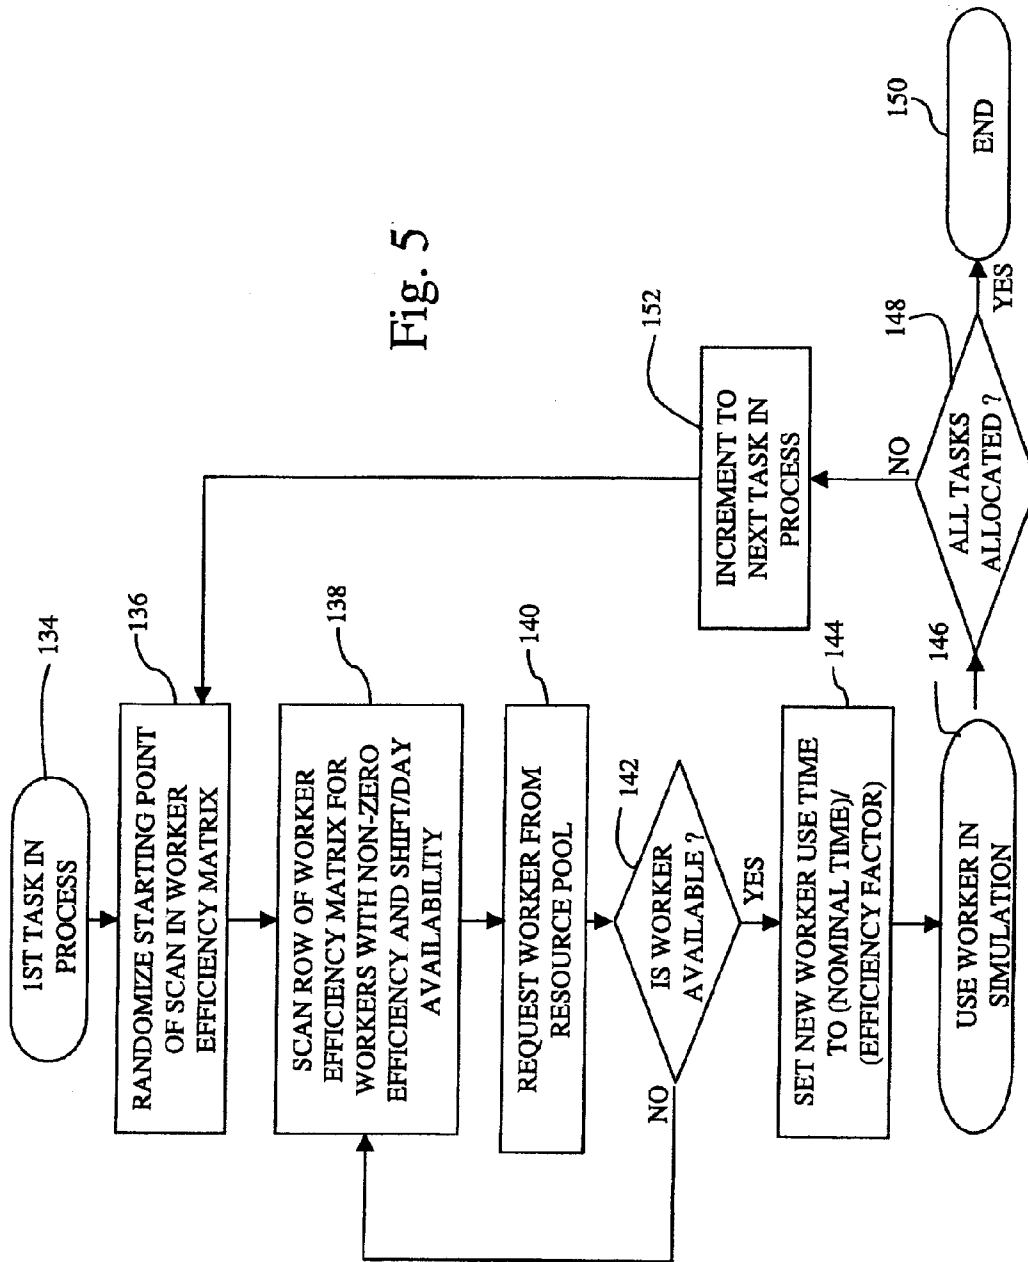 134
1ST TASK IN
PROCESS
136
RANDOMIZE STARTING POINT
OF SCAN IN WORKER
EFFICIENCY MATRIX
138
SCAN ROW OF WORKER
EFFICIENCY MATRIX FOR
WORKERS WITH NON-ZERO
EFFICIENCY AND SHIFT/DAY
AVAILABILITY
140
REQUEST WORKER FROM
RESOURCE POOL
142
IS WORKER
AVAILABLE ?
NO
YES
144
SET NEW WORKER USE TIME
TO (NOMINAL TIME)/
(EFFICIENCY FACTOR)
146
USE WORKER IN
SIMULATION
148
ALL TASKS
ALLOCATED ?
NO
YES
152
INCREMENT TO
NEXT TASK IN
PROCESS
150
END
Fig. 5